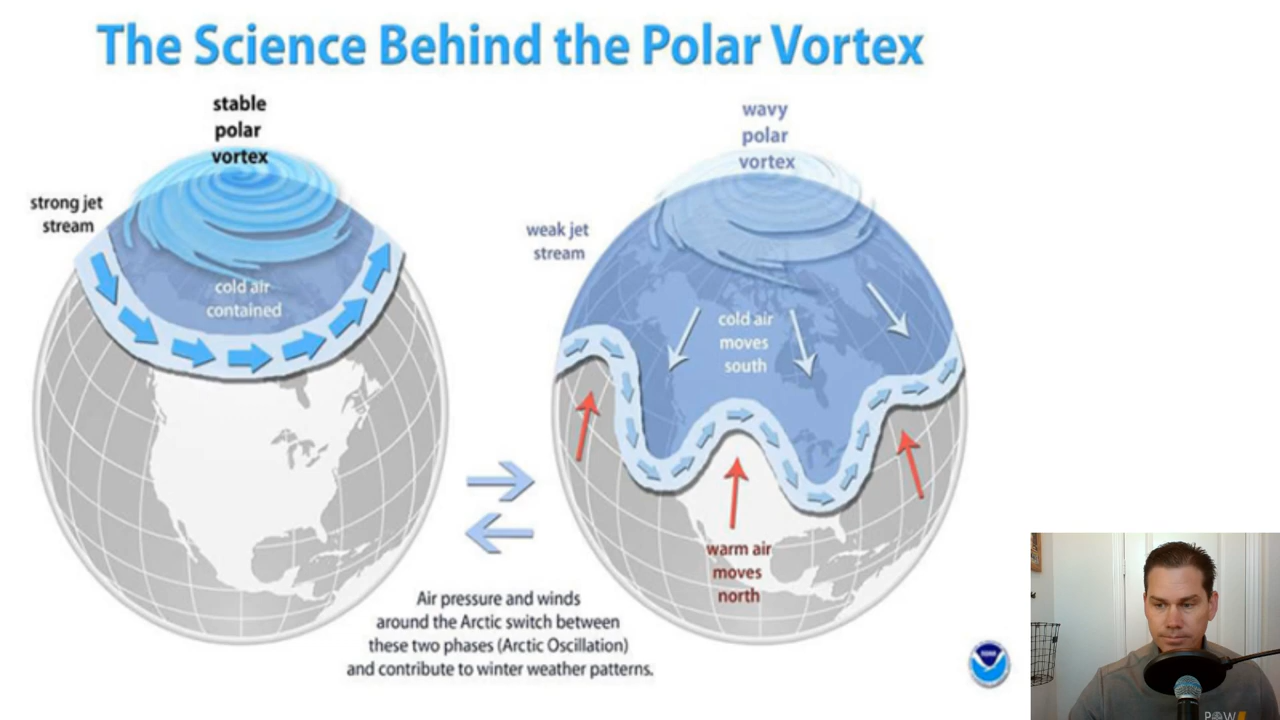 The Science Behind the Polar Vortex
stable
polar
vortex
strong jet
stream
cold air
contained
wavy
polar
vortex
weak jet
stream
cold air
moves
south
warm air
moves
north
Air pressure and winds
around the Arctic switch between
these two phases (Arctic Oscillation)
and contribute to winter weather patterns.
NOAA